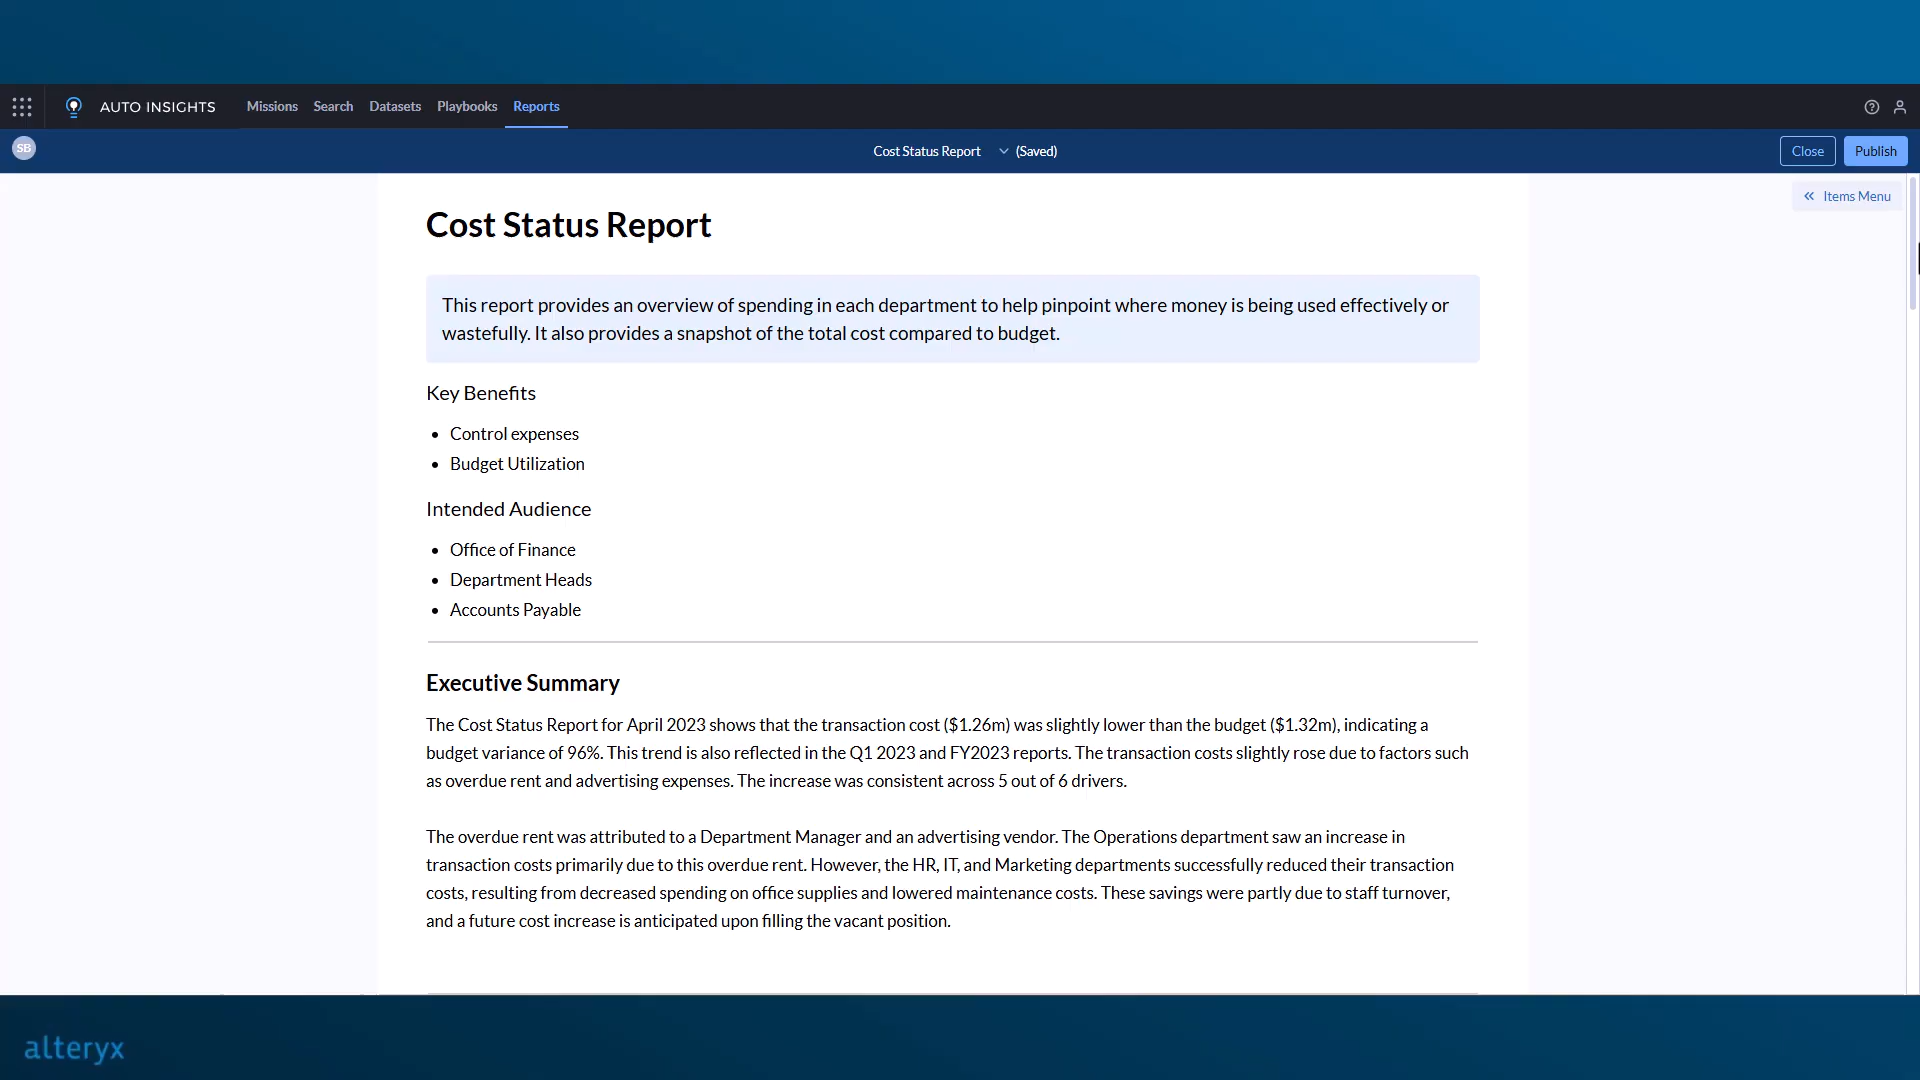 AUTO INSIGHTS Missions Search Datasets Playbooks Reports
SB Cost Status Report (Saved) Close Publish
Items Menu
Cost Status Report
This report provides an overview of spending in each department to help pinpoint where money is being used effectively or
wastefully. It also provides a snapshot of the total cost compared to budget.
Key Benefits
• Control expenses
• Budget Utilization
Intended Audience
• Office of Finance
• Department Heads
• Accounts Payable
Executive Summary
The Cost Status Report for April 2023 shows that the transaction cost ($1.26m) was slightly lower than the budget ($1.32m), indicating a
budget variance of 96%. This trend is also reflected in the Q1 2023 and FY2023 reports. The transaction costs slightly rose due to factors such
as overdue rent and advertising expenses. The increase was consistent across 5 out of 6 drivers.
The overdue rent was attributed to a Department Manager and an advertising vendor. The Operations department saw an increase in
transaction costs primarily due to this overdue rent. However, the HR, IT, and Marketing departments successfully reduced their transaction
costs, resulting from decreased spending on office supplies and lowered maintenance costs. These savings were partly due to staff turnover,
and a future cost increase is anticipated upon filling the vacant position.
alteryx